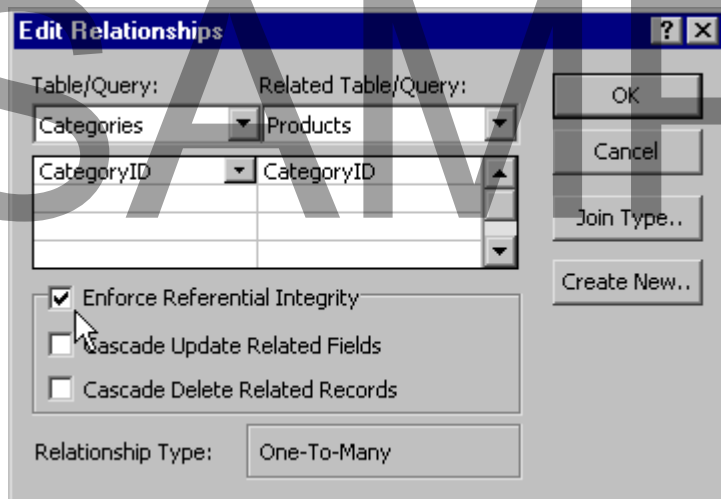 Edit Relationships
Table/Query: Related Table/Query:
Categories Products
CategoryID CategoryID
Enforce Referential Integrity
Cascade Update Related Fields
Cascade Delete Related Records
Relationship Type: One-To-Many
OK
Cancel
Join Type..
Create New..